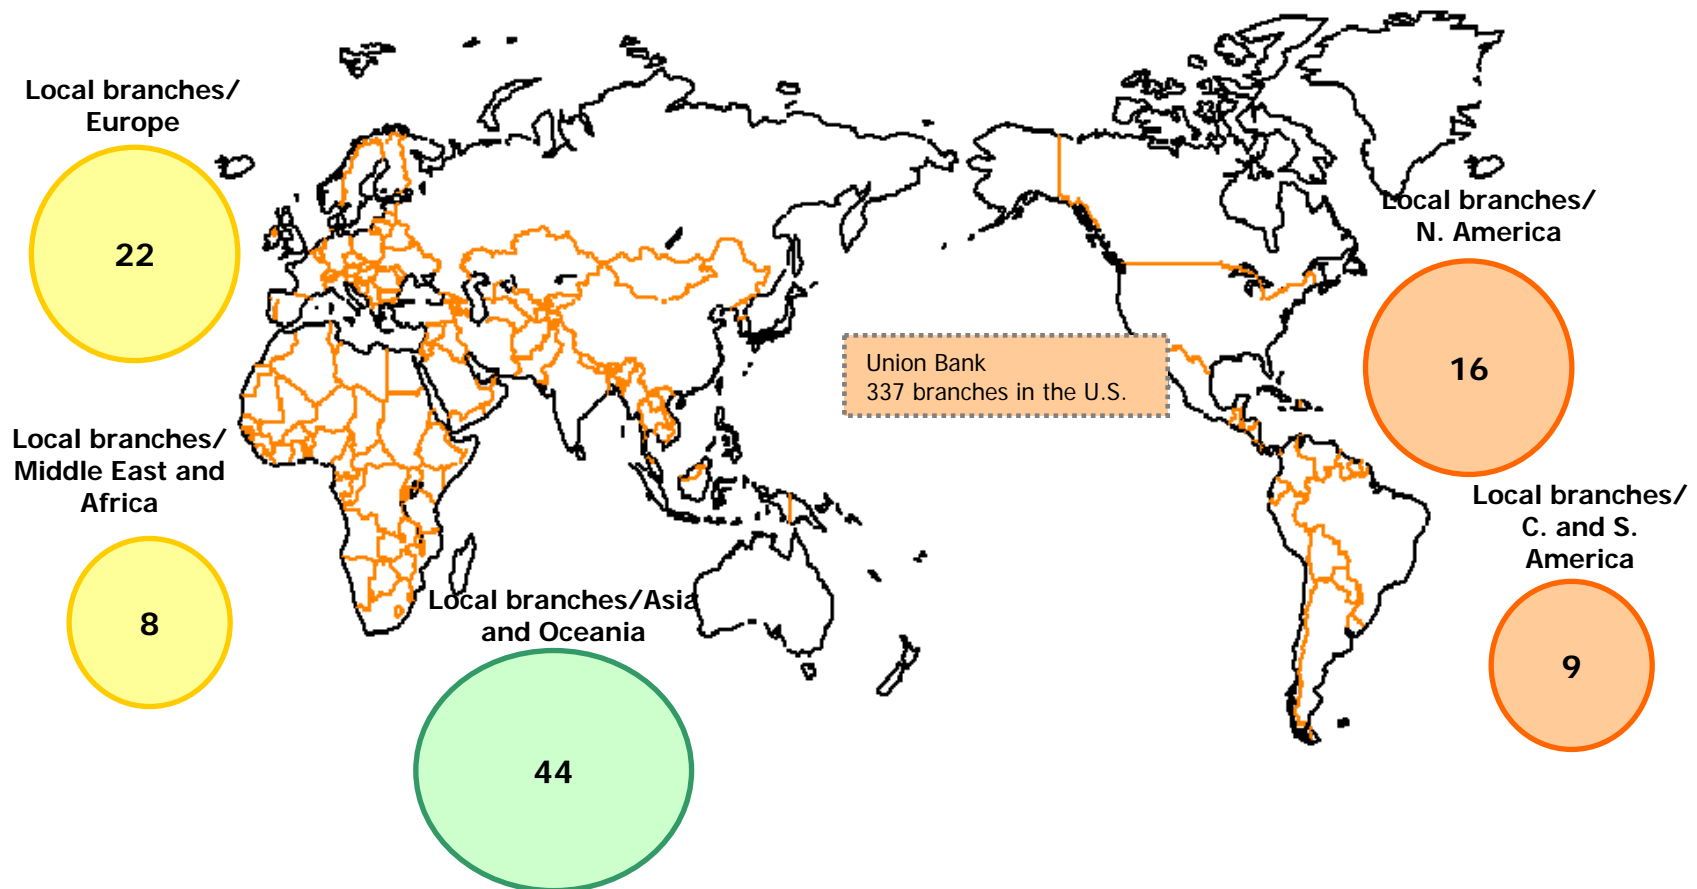 Local branches/
Europe
22
Local branches/
N. America
16
Union Bank
337 branches in the U.S.
Local branches/
Middle East and
Africa
8
Local branches/
C. and S.
America
9
Local branches/Asia
and Oceania
44